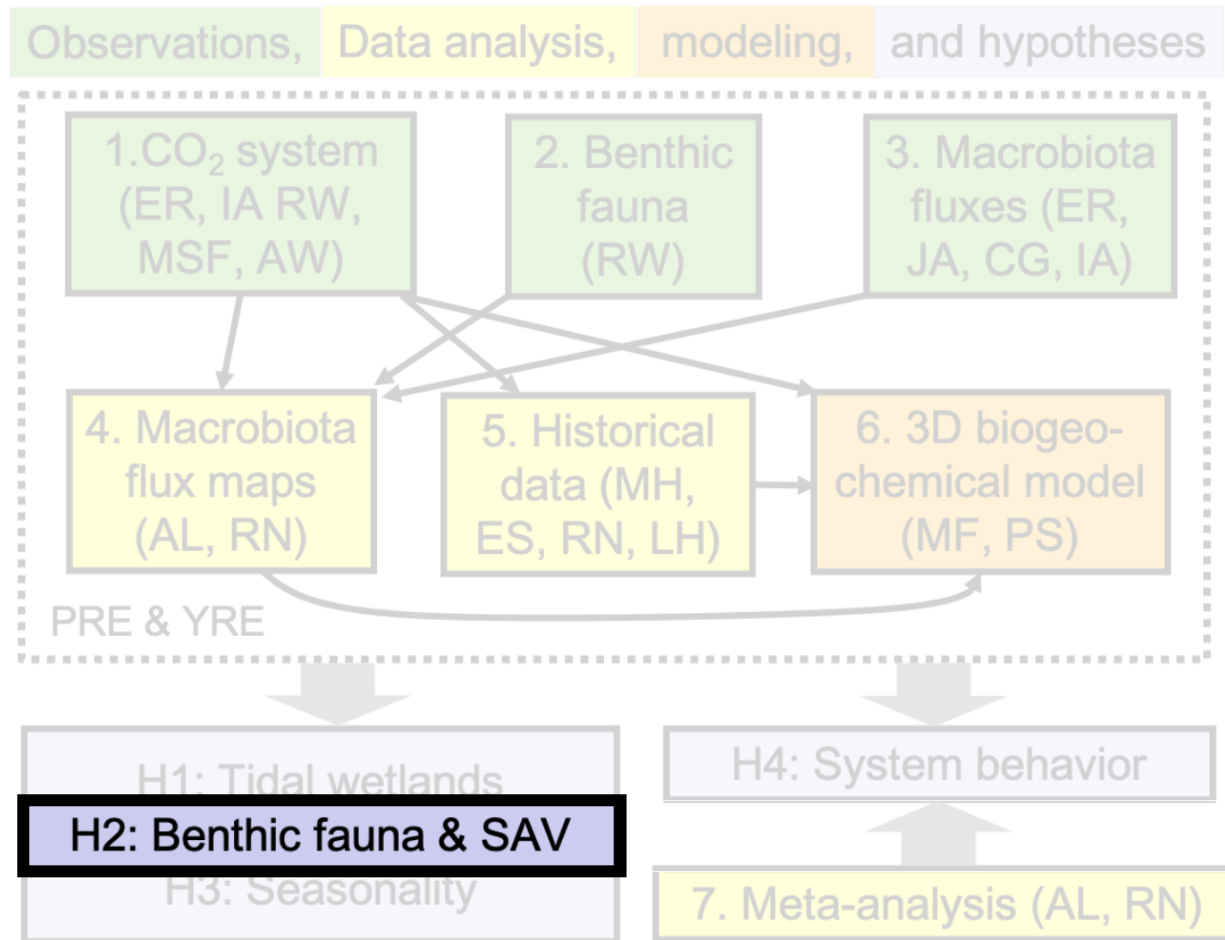 Observations, Data analysis, modeling, and hypotheses
1.CO₂ system
(ER, IA RW,
MSF, AW)
2. Benthic
fauna
(RW)
3. Macrobiota
fluxes (ER,
JA, CG, IA)
4. Macrobiota
flux maps
(AL, RN)
5. Historical
data (MH,
ES, RN, LH)
6. 3D biogeo-
chemical model
(MF, PS)
PRE & YRE
H1: Tidal wetlands
H2: Benthic fauna & SAV
H3: Seasonality
H4: System behavior
7. Meta-analysis (AL, RN)